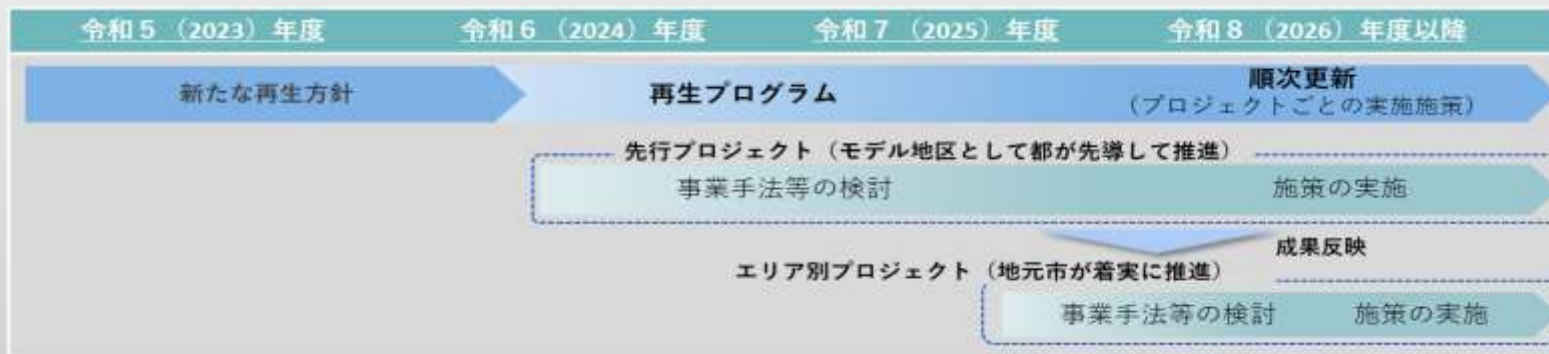 令和５（2023）年度 令和６（2024）年度 令和７（2025）年度 令和８（2026）年度以降
新たな再生方針 再生プログラム 順次更新
（プロジェクトごとの実施施策）
先行プロジェクト（モデル地区として都が先導して推進）
事業手法等の検討 施策の実施
成果反映
エリア別プロジェクト（地元市が着実に推進）
事業手法等の検討 施策の実施